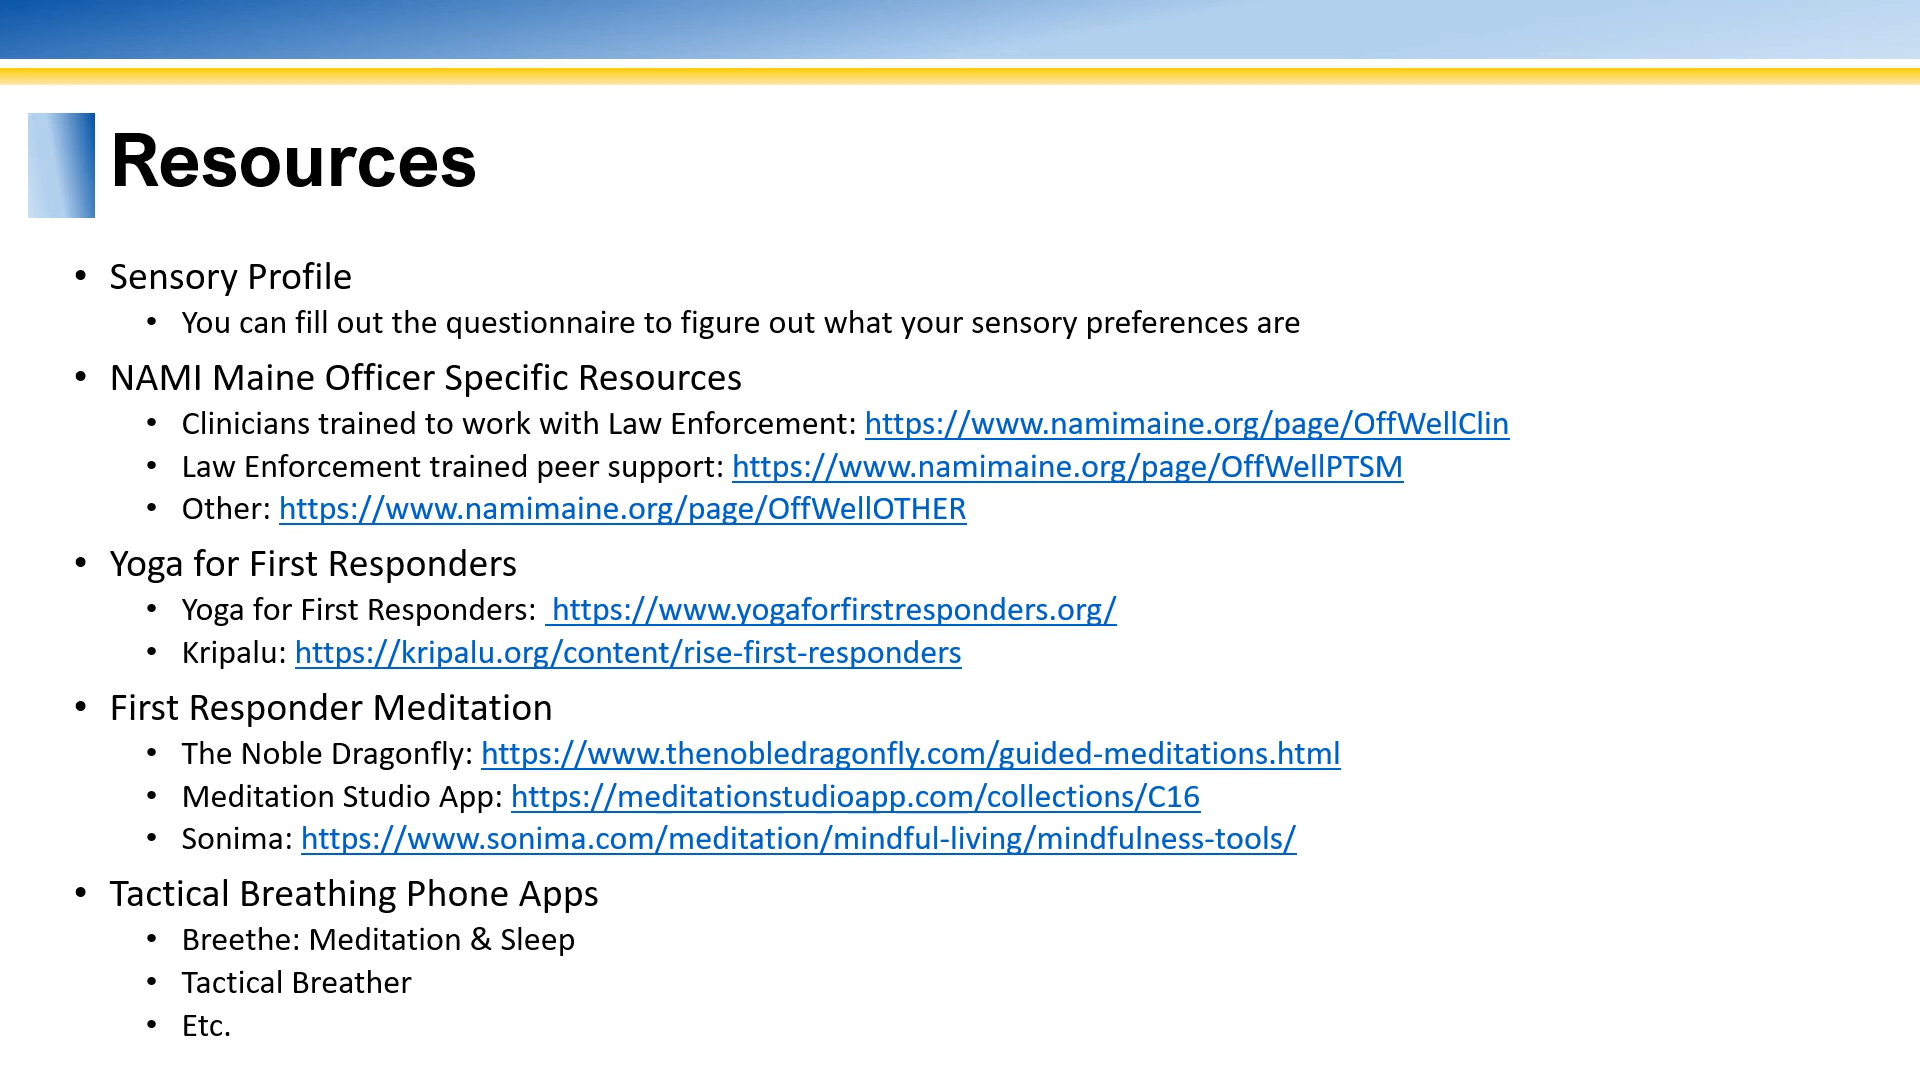 Resources
• Sensory Profile
• You can fill out the questionnaire to figure out what your sensory preferences are
• NAMI Maine Officer Specific Resources
• Clinicians trained to work with Law Enforcement: https://www.namimaine.org/page/OffWellClin
• Law Enforcement trained peer support: https://www.namimaine.org/page/OffWellPTSM
• Other: https://www.namimaine.org/page/OffWellOTHER
• Yoga for First Responders
• Yoga for First Responders:  https://www.yogaforfirstresponders.org/
• Kripalu: https://kripalu.org/content/rise-first-responders
• First Responder Meditation
• The Noble Dragonfly: https://www.thenobledragonfly.com/guided-meditations.html
• Meditation Studio App: https://meditationstudioapp.com/collections/C16
• Sonima: https://www.sonima.com/meditation/mindful-living/mindfulness-tools/
• Tactical Breathing Phone Apps
• Breethe: Meditation & Sleep
• Tactical Breather
• Etc.